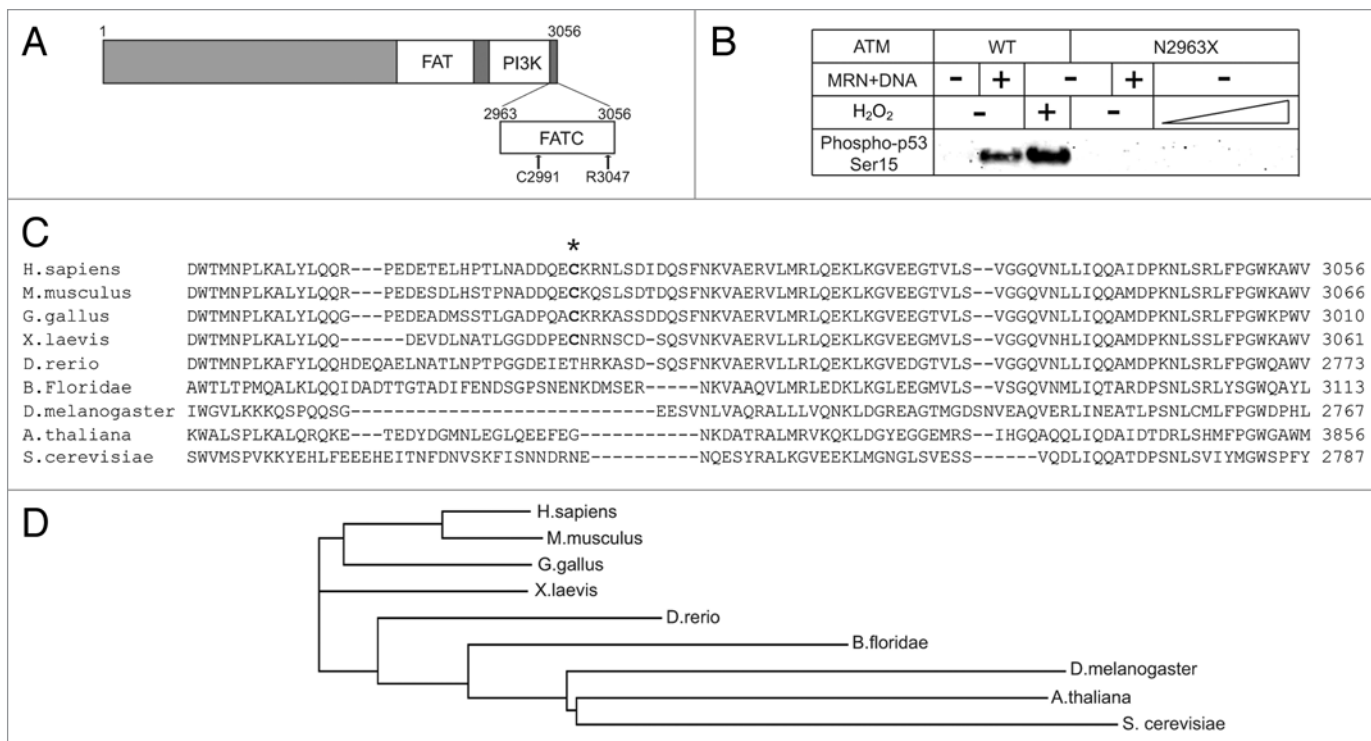 A
1 3056
FAT PI3K
2963 3056
FATC
C2991 R3047
B
ATM WT N2963X
MRN+DNA - + - + -
H₂O₂ - + -
Phospho-p53
Ser15
C
*
H.sapiens DWTMNPLKALYLQQR---PEDETELHPTLNADDQECKRNLSDIDQSFNKVAERVLMRLQEKLKGVEEGTVLS--VGGQVNLLIQQAIDPKNLSRLFPGWKAWV 3056
M.musculus DWTMNPLKALYLQQR---PEDESDLHSTPNADDQECKQSLSDTDQSFNKVAERVLMRLQEKLKGVEEGTVLS--VGGQVNLLIQQAMDPKNLSRLFPGWKAWV 3066
G.gallus DWTMNPLKALYLQQG---PEDEADMSSTLGADPQACKRKASSDDQSFNKVAERVLLRLQEKLKGVEEGTVLS--VGGQVNLLIQQAMDPKNLSRLFPGWKPWV 3010
X.laevis DWTMNPLKALYLQQ-----DEVDLNATLGGDDPECNRNSCD-SQSVNKVAERVLLRLQEKLKGVEEGMVLS--VGGQVNHLIQQAMDPKNLSRLFPGWKAWV 3061
D.rerio DWTMNPLKAFYLQQHDEQAELNATLNPTPGGDEIETHRKASD-SQSFNKVAERVLLRLQEKLKGVEDGTVLS--VGGQVNLLIQQAMDPKNLSRLFPGWQAWV 2773
B.Floridae AWTLTPMQALKLQQIDADTTGTADIFENDSGPSNENKDMSER-----NKVAAQVLMRLEDKLKGLEEGMVLS--VSGQVNMLIQTARDPSNLSRLYSGWQAYL 3113
D.melanogaster IWGVLKKKQSPQQSG----------------------------EESVNLVAQRALLLVQNKLDGREAGTMGDSNVEAQVERLINEATLPSNLCMLFPGWDPHL 2767
A.thaliana KWALSPLKALQRQKE---TEDYDGMNLEGLQEEFEG-----------NKDATRALMRVKQKLDGYEGGEMRS--IHGQAQQLIQDAIDTDRLSHMFPGWGAWM 3856
S.cerevisiae SWVMSPVKKYEHLFEEEHEITNFDNVSKFISNNDRNE----------NQESYRALKGVEEKLMGNGLSVESS------VQDLIQQATDPSNLSVIYMGWSPFY 2787
D
H.sapiens
M.musculus
G.gallus
X.laevis
D.rerio
B.floridae
D.melanogaster
A.thaliana
S. cerevisiae